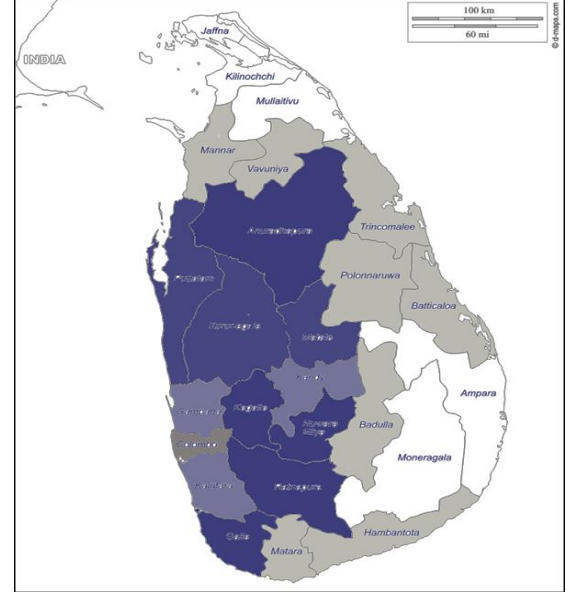 100 km
60 mi
© d-maps.com
INDIA
Jaffna
Kilinochchi
Mullaitivu
Mannar
Vavuniya
Anuradhapura
Trincomalee
Puttalam
Polonnaruwa
Batticaloa
Kurunegala
Matale
Kandy
Ampara
Gampaha
Kegalle
Nuwara
Eliya
Badulla
Colombo
Moneragala
Kalutara
Ratnapura
Galle
Matara
Hambantota